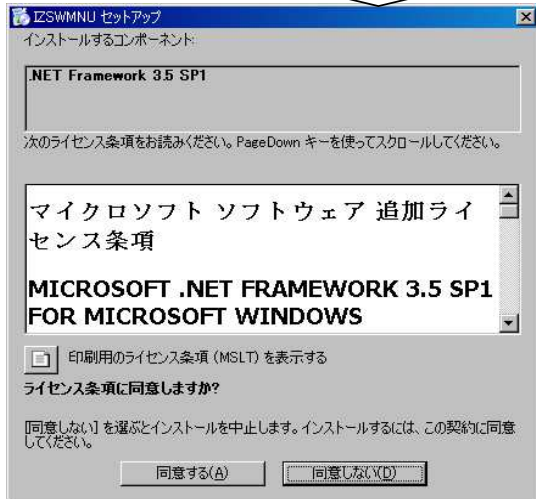 IZSWMNU セットアップ
インストールするコンポーネント:
.NET Framework 3.5 SP1
次のライセンス条項をお読みください。PageDown キーを使ってスクロールしてください。
マイクロソフト ソフトウェア 追加ライ
センス条項
MICROSOFT .NET FRAMEWORK 3.5 SP1
FOR MICROSOFT WINDOWS
印刷用のライセンス条項 (MSLT) を表示する
ライセンス条項に同意しますか?
[同意しない] を選ぶとインストールを中止します。インストールするには、この契約に同意
してください。
同意する(A) 同意しない(D)